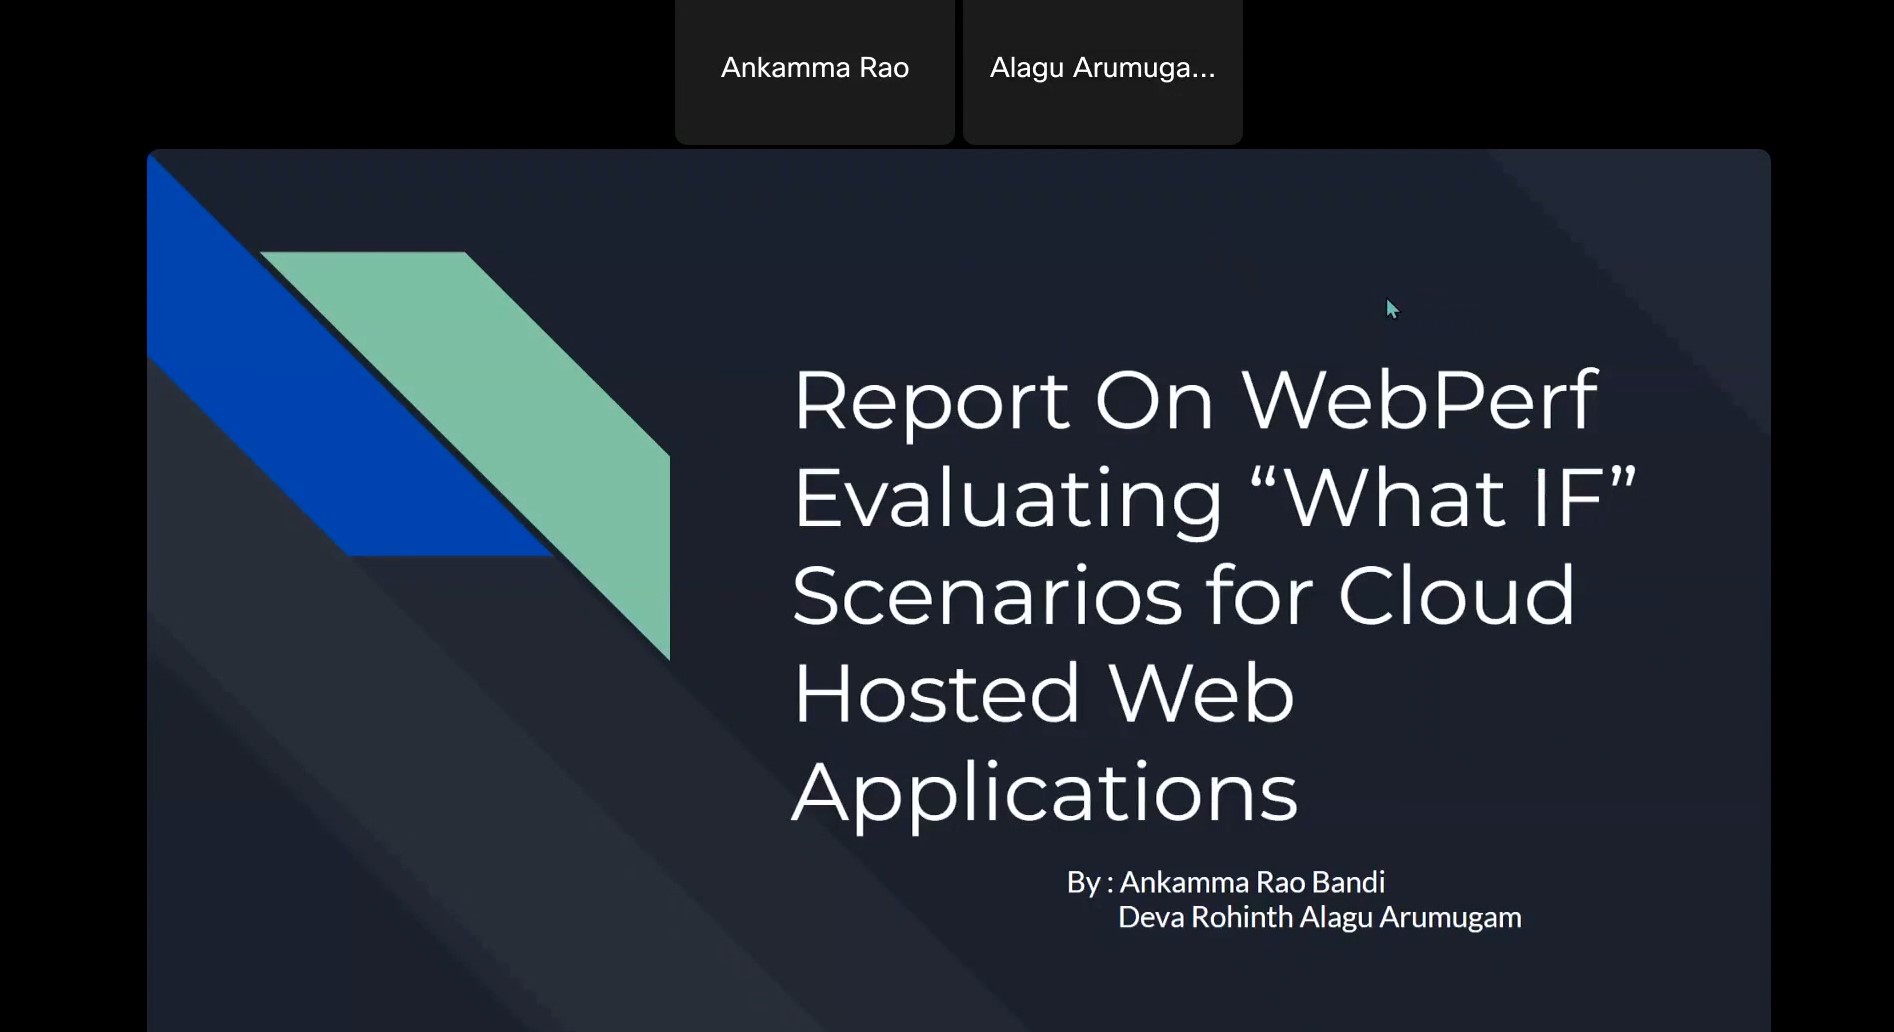 Ankamma Rao
Alagu Arumuga...
Report On WebPerf
Evaluating “What IF”
Scenarios for Cloud
Hosted Web
Applications
By : Ankamma Rao Bandi
Deva Rohinth Alagu Arumugam